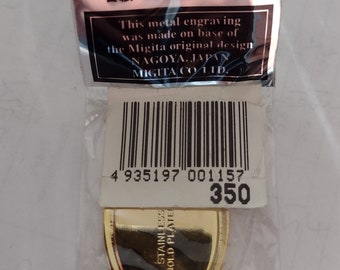 This metal engraving
was made on base of
the Migita original design
NAGOYA.JAPAN
MIGITA CO.,LTD.
4 935197 001157
350
STAINLESS
GOLD PLATED